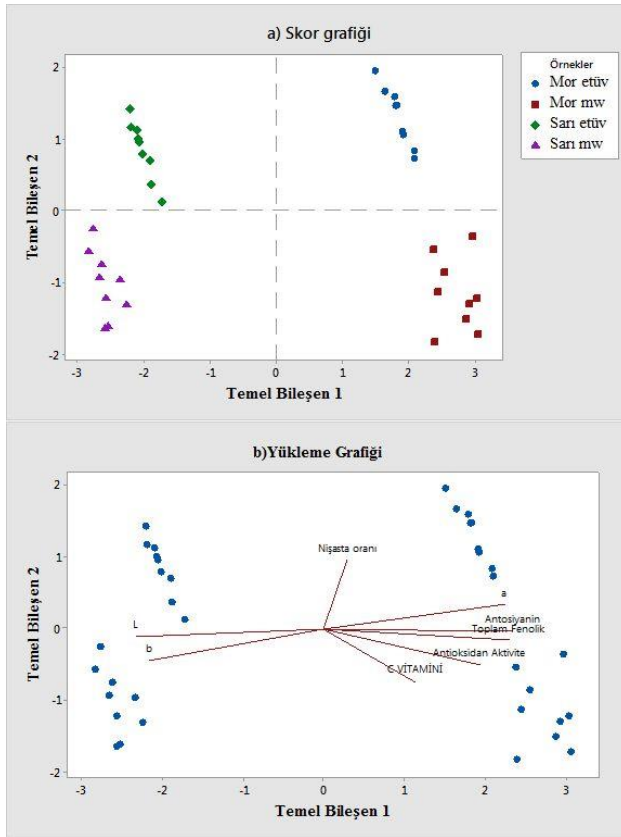 a) Skor grafiği
2
1
0
-1
-2
Temel Bileşen 2
-3
-2
-1
0
1
2
3
Temel Bileşen 1
Örnekler
Mor etüv
Mor mw
Sarı etüv
Sarı mw
b)Yükleme Grafiği
2
1
0
-1
-2
Temel Bileşen 2
Nişasta oranı
a
Antosiyanin
Toplam Fenolik
L
b
Antioksidan Aktivite
C VİTAMİNİ
-3
-2
-1
0
1
2
3
Temel Bileşen 1